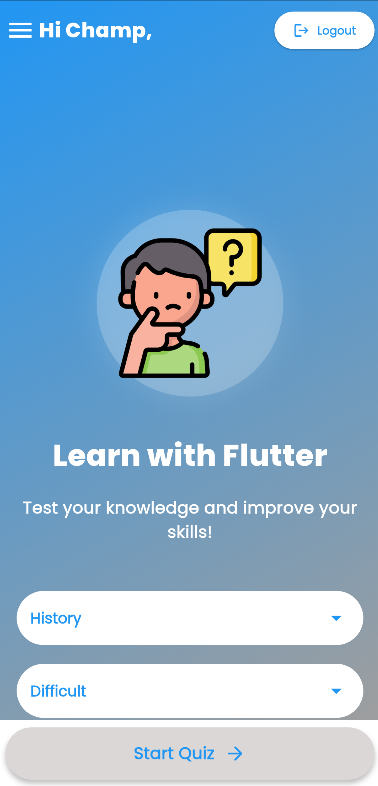 Hi Champ,
Logout
?
Learn with Flutter
Test your knowledge and improve your
skills!
History
Difficult
Start Quiz